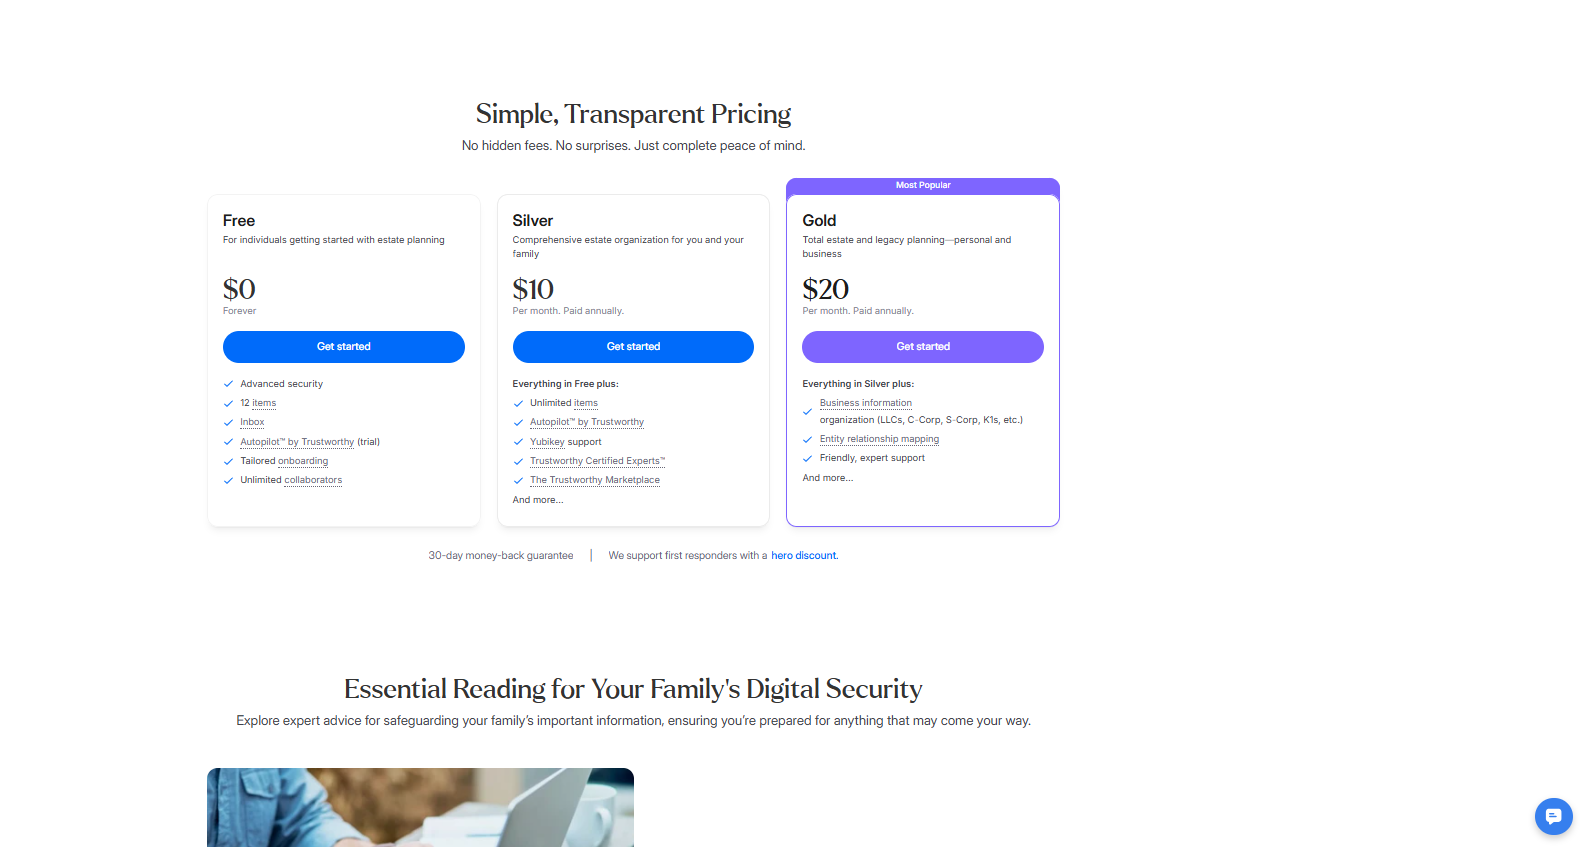 Simple, Transparent Pricing
No hidden fees. No surprises. Just complete peace of mind.
Free
For individuals getting started with estate planning
$0
Forever
Get started
Advanced security
12 items
Inbox
Autopilot™ by Trustworthy (trial)
Tailored onboarding
Unlimited collaborators
Silver
Comprehensive estate organization for you and your
family
$10
Per month. Paid annually.
Get started
Everything in Free plus:
Unlimited items
Autopilot™ by Trustworthy
Yubikey support
Trustworthy Certified Experts™
The Trustworthy Marketplace
And more...
Most Popular
Gold
Total estate and legacy planning—personal and
business
$20
Per month. Paid annually.
Get started
Everything in Silver plus:
Business information
organization (LLCs, C-Corp, S-Corp, K1s, etc.)
Entity relationship mapping
Friendly, expert support
And more...
30-day money-back guarantee | We support first responders with a hero discount.
Essential Reading for Your Family's Digital Security
Explore expert advice for safeguarding your family’s important information, ensuring you’re prepared for anything that may come your way.